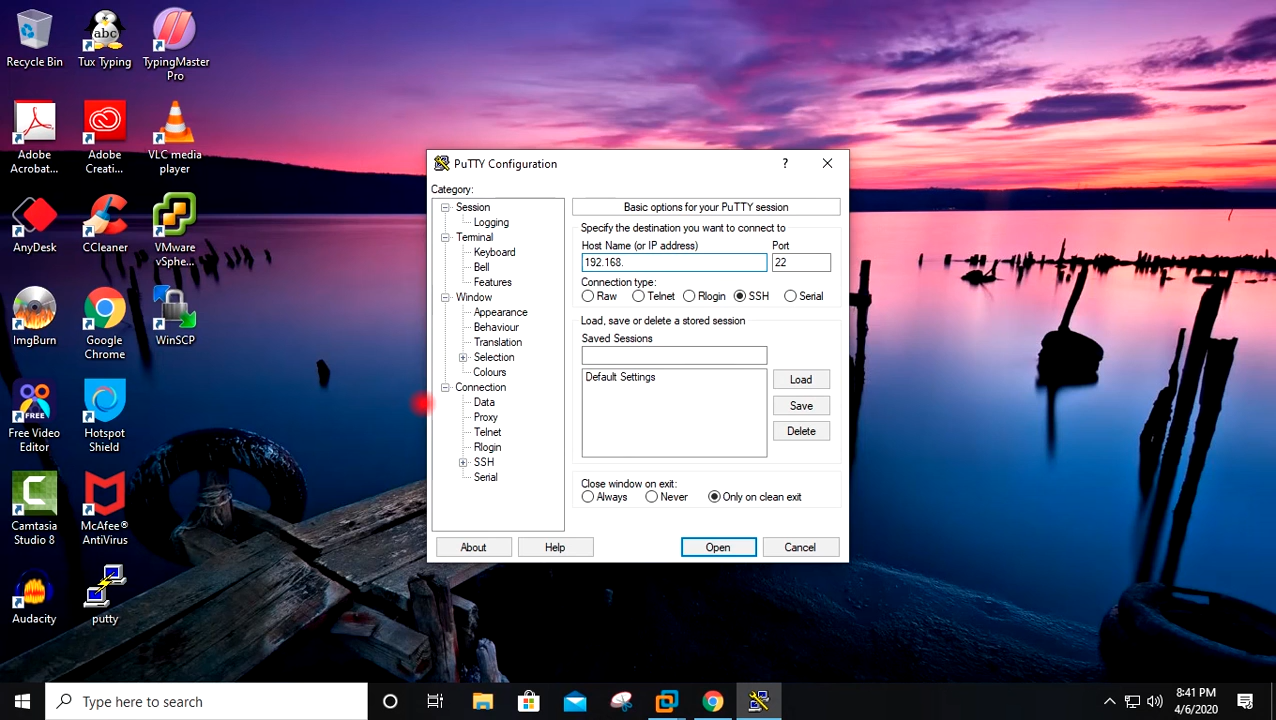 Recycle Bin
abc
Tux Typing
TypingMaster Pro
Adobe Acrobat...
Adobe Creati...
VLC media player
AnyDesk
CCleaner
VMware vSphe...
ImgBurn
Google Chrome
WinSCP
FREE
Free Video Editor
Hotspot Shield
Camtasia Studio 8
McAfee® AntiVirus
Audacity
putty
PuTTY Configuration
?
Category:
Session
Logging
Terminal
Keyboard
Bell
Features
Window
Appearance
Behaviour
Translation
Selection
Colours
Connection
Data
Proxy
Telnet
Rlogin
SSH
Serial
Basic options for your PuTTY session
Specify the destination you want to connect to
Host Name (or IP address) Port
192.168. 22
Connection type:
Raw Telnet Rlogin SSH Serial
Load, save or delete a stored session
Saved Sessions
Default Settings
Load
Save
Delete
Close window on exit:
Always Never Only on clean exit
About Help Open Cancel
Type here to search
8:41 PM
4/6/2020